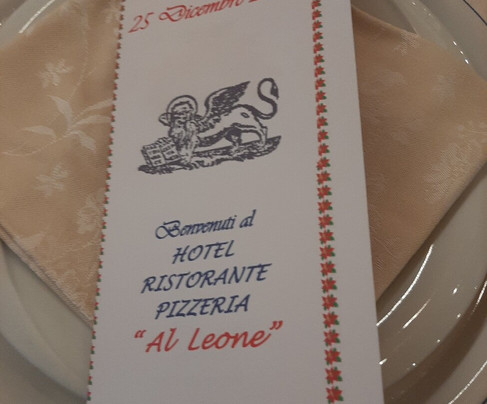 25 Dicembre
Benvenuti al
HOTEL
RISTORANTE
PIZZERIA
"Al Leone"